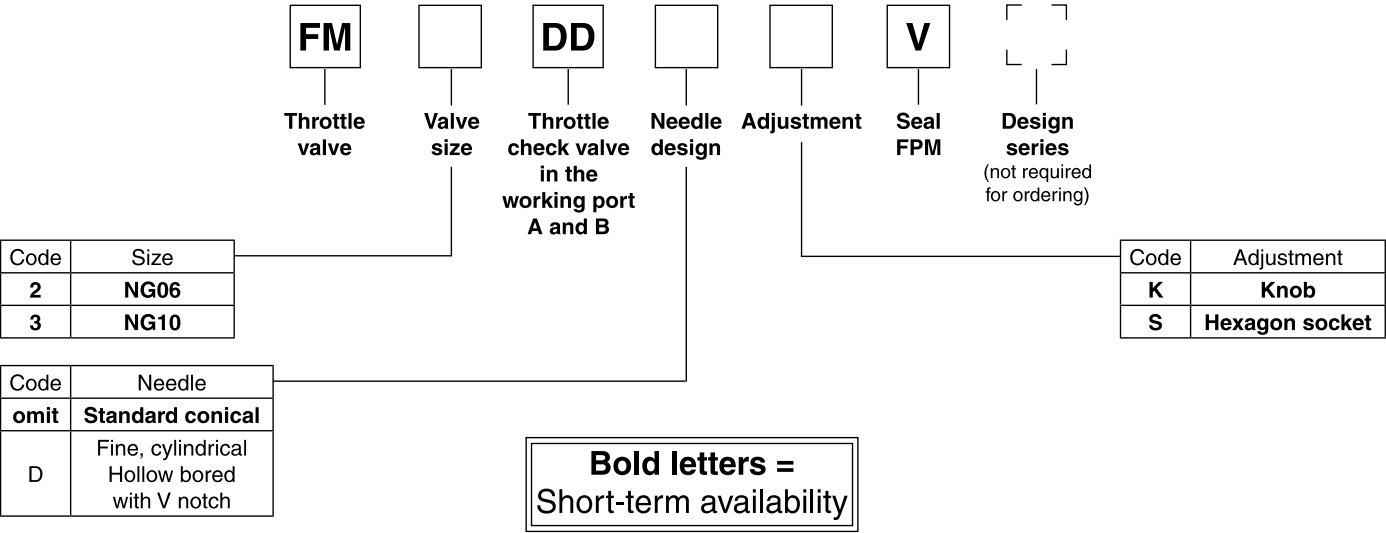 FM DD V
Throttle valve
Valve size
Throttle check valve in the working port A and B
Needle design
Adjustment
Seal FPM
Design series
(not required for ordering)
Code Size
2 NG06
3 NG10
Code Adjustment
K Knob
S Hexagon socket
Code Needle
omit Standard conical
D Fine, cylindrical
Hollow bored
with V notch
Bold letters =
Short-term availability